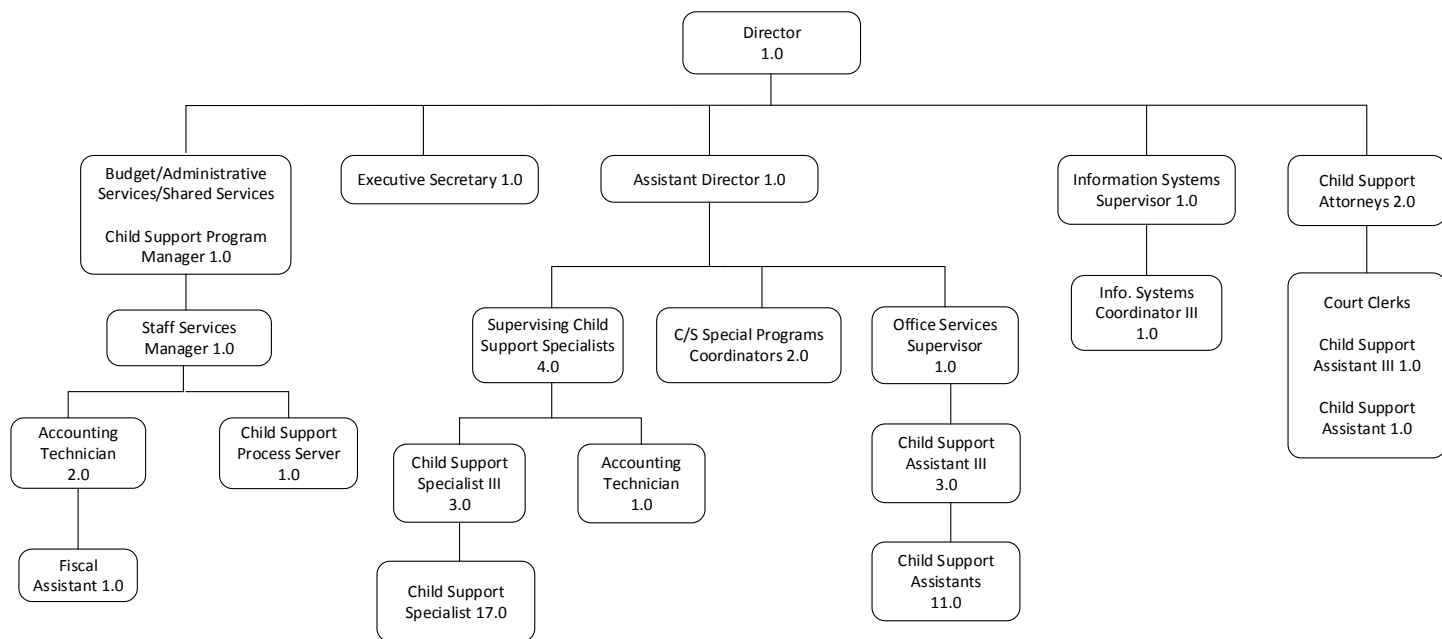 Director
1.0
Budget/Administrative
Services/Shared Services
Child Support Program
Manager 1.0
Executive Secretary 1.0
Assistant Director 1.0
Information Systems
Supervisor 1.0
Child Support
Attorneys 2.0
Staff Services
Manager 1.0
Supervising Child
Support Specialists
4.0
C/S Special Programs
Coordinators 2.0
Office Services
Supervisor
1.0
Info. Systems
Coordinator III
1.0
Court Clerks
Child Support
Assistant III 1.0
Child Support
Assistant 1.0
Accounting
Technician
2.0
Child Support
Process Server
1.0
Child Support
Specialist III
3.0
Accounting
Technician
1.0
Child Support
Assistant III
3.0
Fiscal
Assistant 1.0
Child Support
Specialist 17.0
Child Support
Assistants
11.0